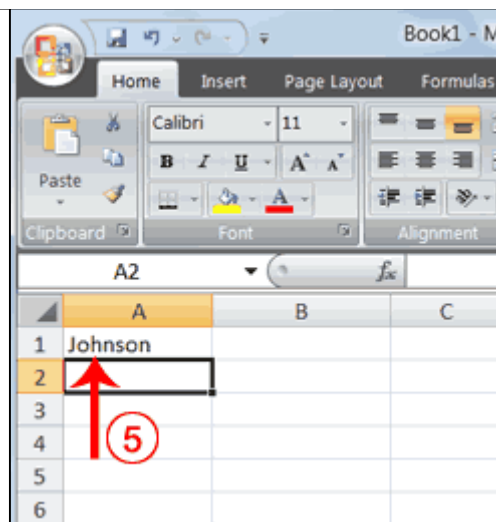 Book1 - M
Home Insert Page Layout Formulas
Calibri 11
B I U A A A
Paste
Clipboard Font Alignment
A2 fx
A B C
1 Johnson
2
3
4
5
6
5